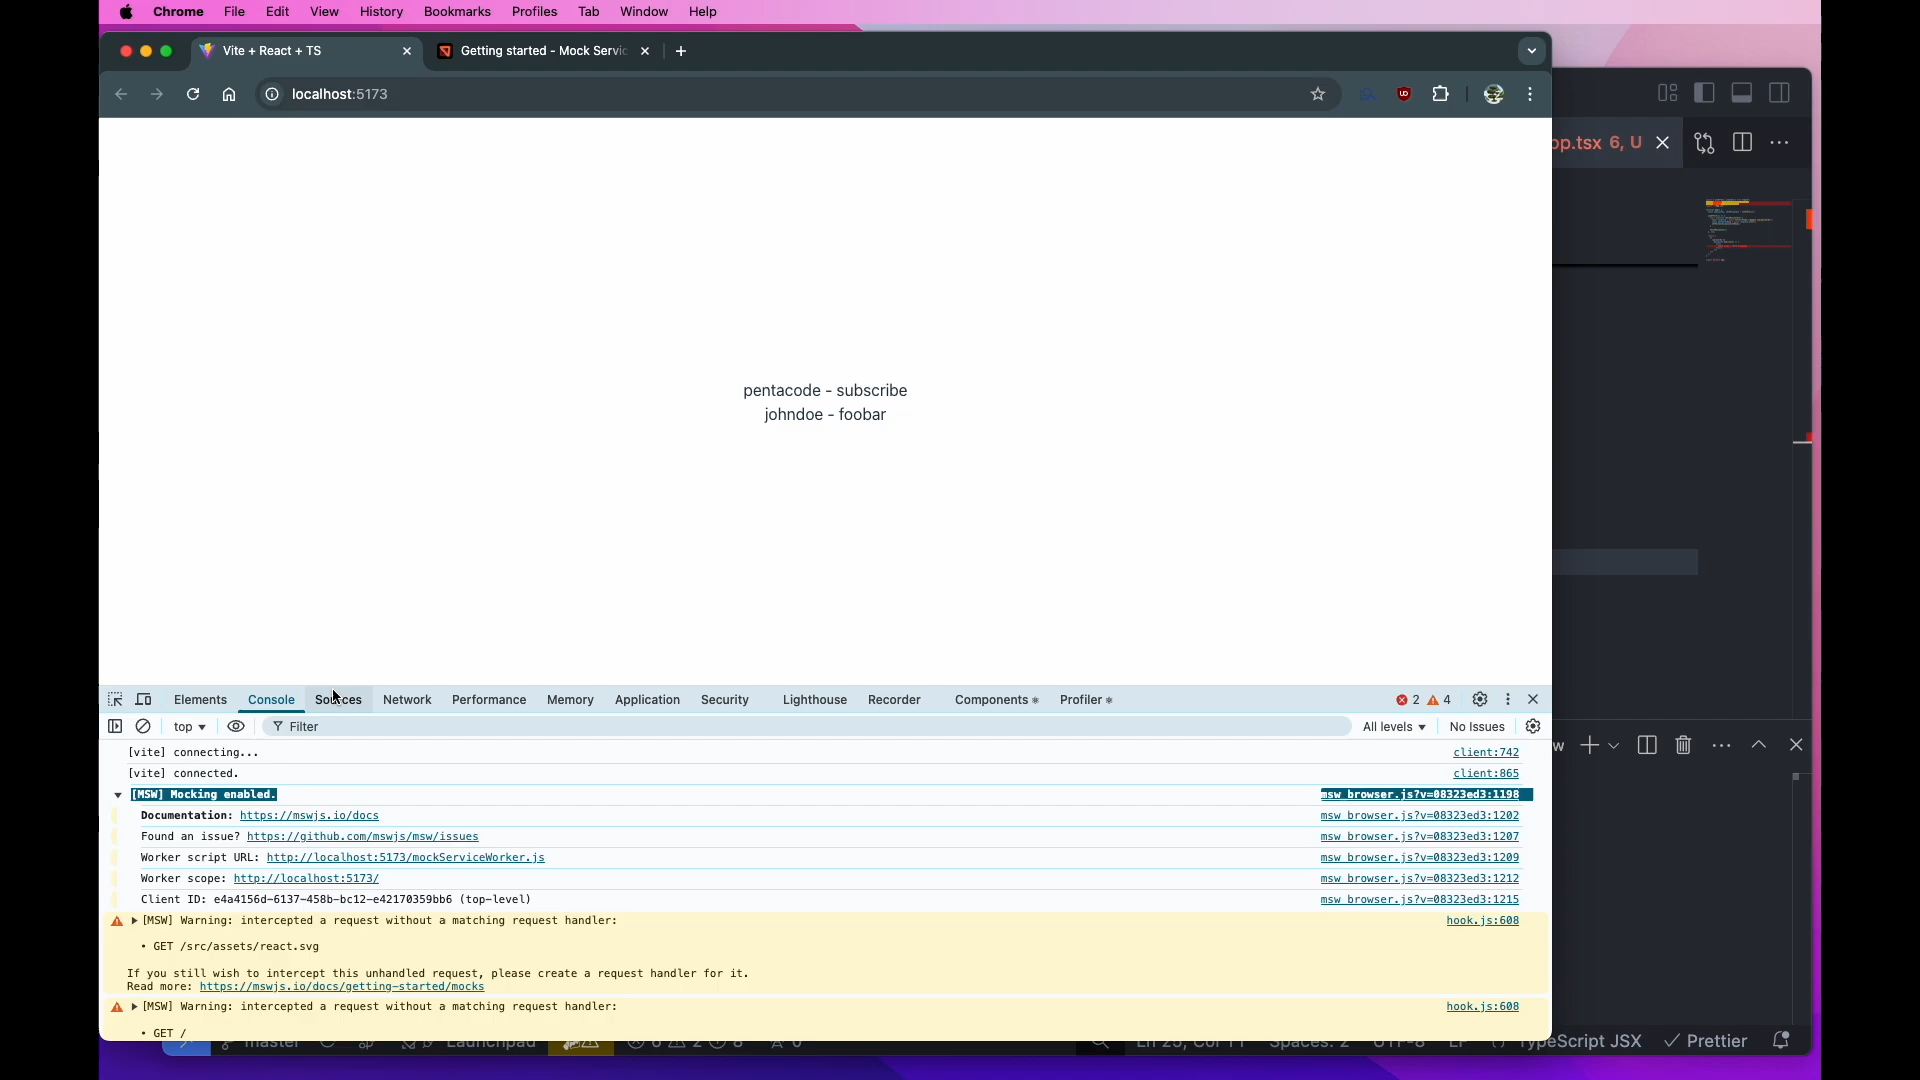 Chrome File Edit View History Bookmarks Profiles Tab Window Help
Vite + React + TS
Getting started - Mock Servic
localhost:5173
pp.tsx 6, U
pentacode - subscribe
johndoe - foobar
Elements Console Sources Network Performance Memory Application Security Lighthouse Recorder Components Profiler 2 4
top Filter All levels No Issues
[vite] connecting... client:742
[vite] connected. client:865
[MSW] Mocking enabled. msw_browser.js?v=08323ed3:1198
Documentation: https://mswjs.io/docs msw_browser.js?v=08323ed3:1202
Found an issue? https://github.com/mswjs/msw/issues msw_browser.js?v=08323ed3:1207
Worker script URL: http://localhost:5173/mockServiceWorker.js msw_browser.js?v=08323ed3:1209
Worker scope: http://localhost:5173/ msw_browser.js?v=08323ed3:1212
Client ID: e4a4156d-6137-458b-bc12-e42170359bb6 (top-level) msw_browser.js?v=08323ed3:1215
[MSW] Warning: intercepted a request without a matching request handler: hook.js:608
• GET /src/assets/react.svg
If you still wish to intercept this unhandled request, please create a request handler for it.
Read more: https://mswjs.io/docs/getting-started/mocks
[MSW] Warning: intercepted a request without a matching request handler: hook.js:608
• GET /
master Launchpad Spaces: 2 UTF-8 LF TypeScript JSX Prettier